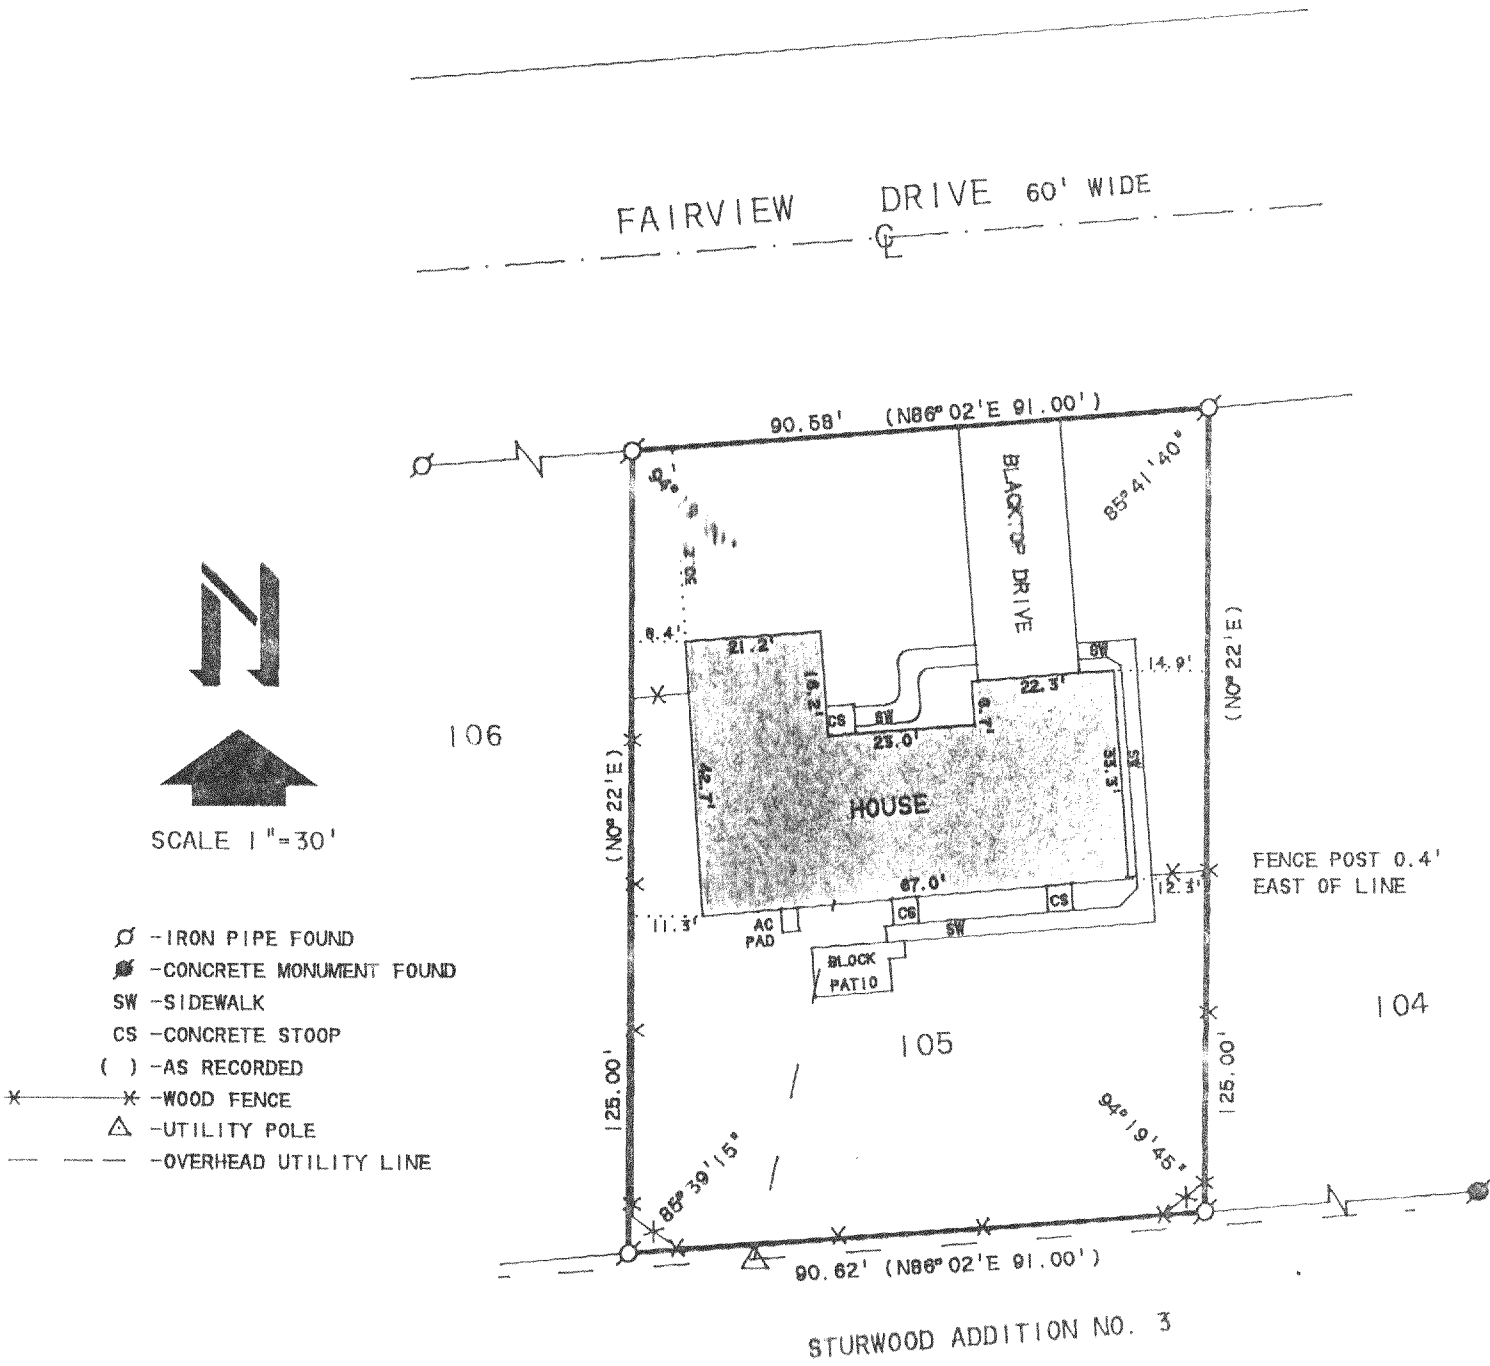 FAIRVIEW DRIVE 60' WIDE
℄
90.58' (N86°02'E 91.00')
85°41'40"
BLACKTOP DRIVE
8.4'
21.2'
SW
14.9'
(N0°22'E)
22.3'
CS
SW
23.0'
106
42.7'
33.3'
SW
(N0°22'E)
HOUSE
SCALE 1"=30'
FENCE POST 0.4'
EAST OF LINE
67.0'
12.3'
11.3'
AC
PAD
CS
CS
SW
BLOCK
PATIO
104
105
-IRON PIPE FOUND
-CONCRETE MONUMENT FOUND
SW -SIDEWALK
CS -CONCRETE STOOP
( ) -AS RECORDED
-WOOD FENCE
-UTILITY POLE
-OVERHEAD UTILITY LINE
125.00'
125.00'
85°39'15"
94°19'45"
90.62' (N86°02'E 91.00')
STURWOOD ADDITION NO. 3